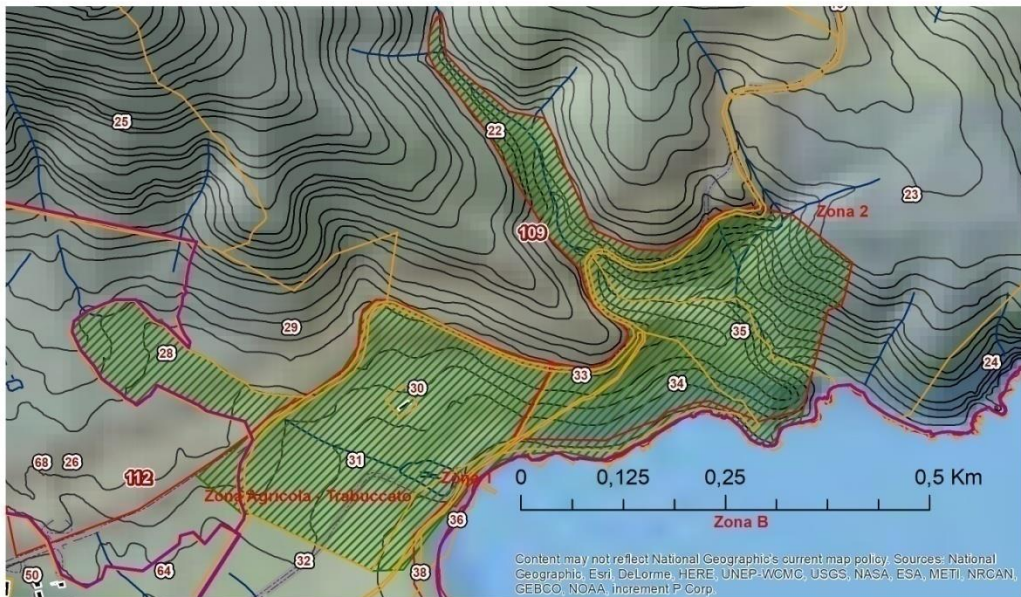 25
22
23
Zona 2
109
29
28
35
24
30
33
34
31
68 26
112
Zona Agricola - Trabuccato
0 0,125 0,25 0,5 Km
Zona B
36
32
50
64
38
Content may not reflect National Geographic's current map policy. Sources: National
Geographic, Esri, DeLorme, HERE, UNEP-WCMC, USGS, NASA, ESA, METI, NRCAN,
GEBCO, NOAA, increment P Corp.